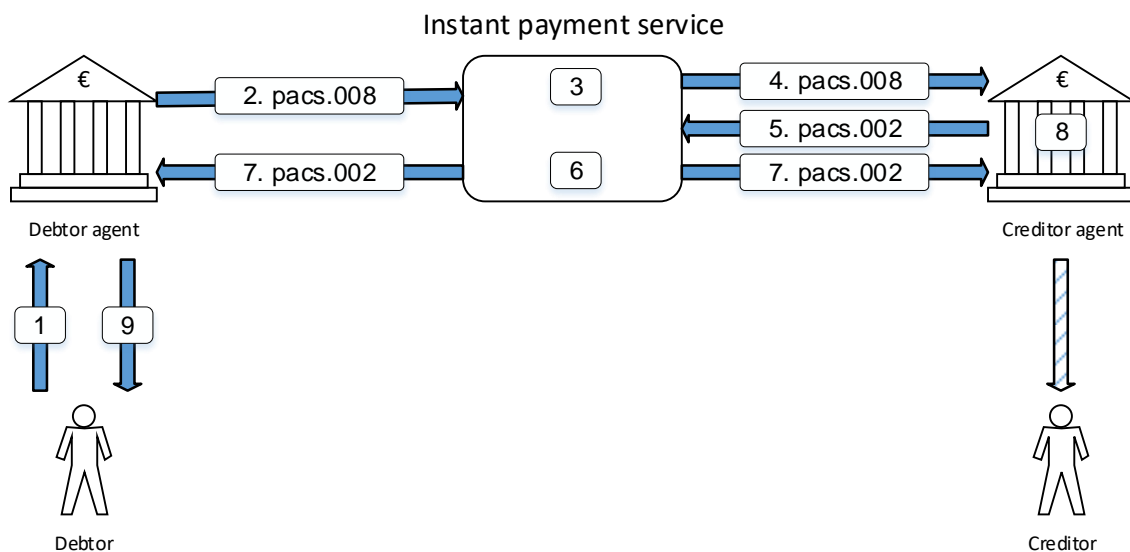 Instant payment service
€
€
2. pacs.008
3
4. pacs.008
5. pacs.002
8
7. pacs.002
6
7. pacs.002
Debtor agent
Creditor agent
1
9
Debtor
Creditor